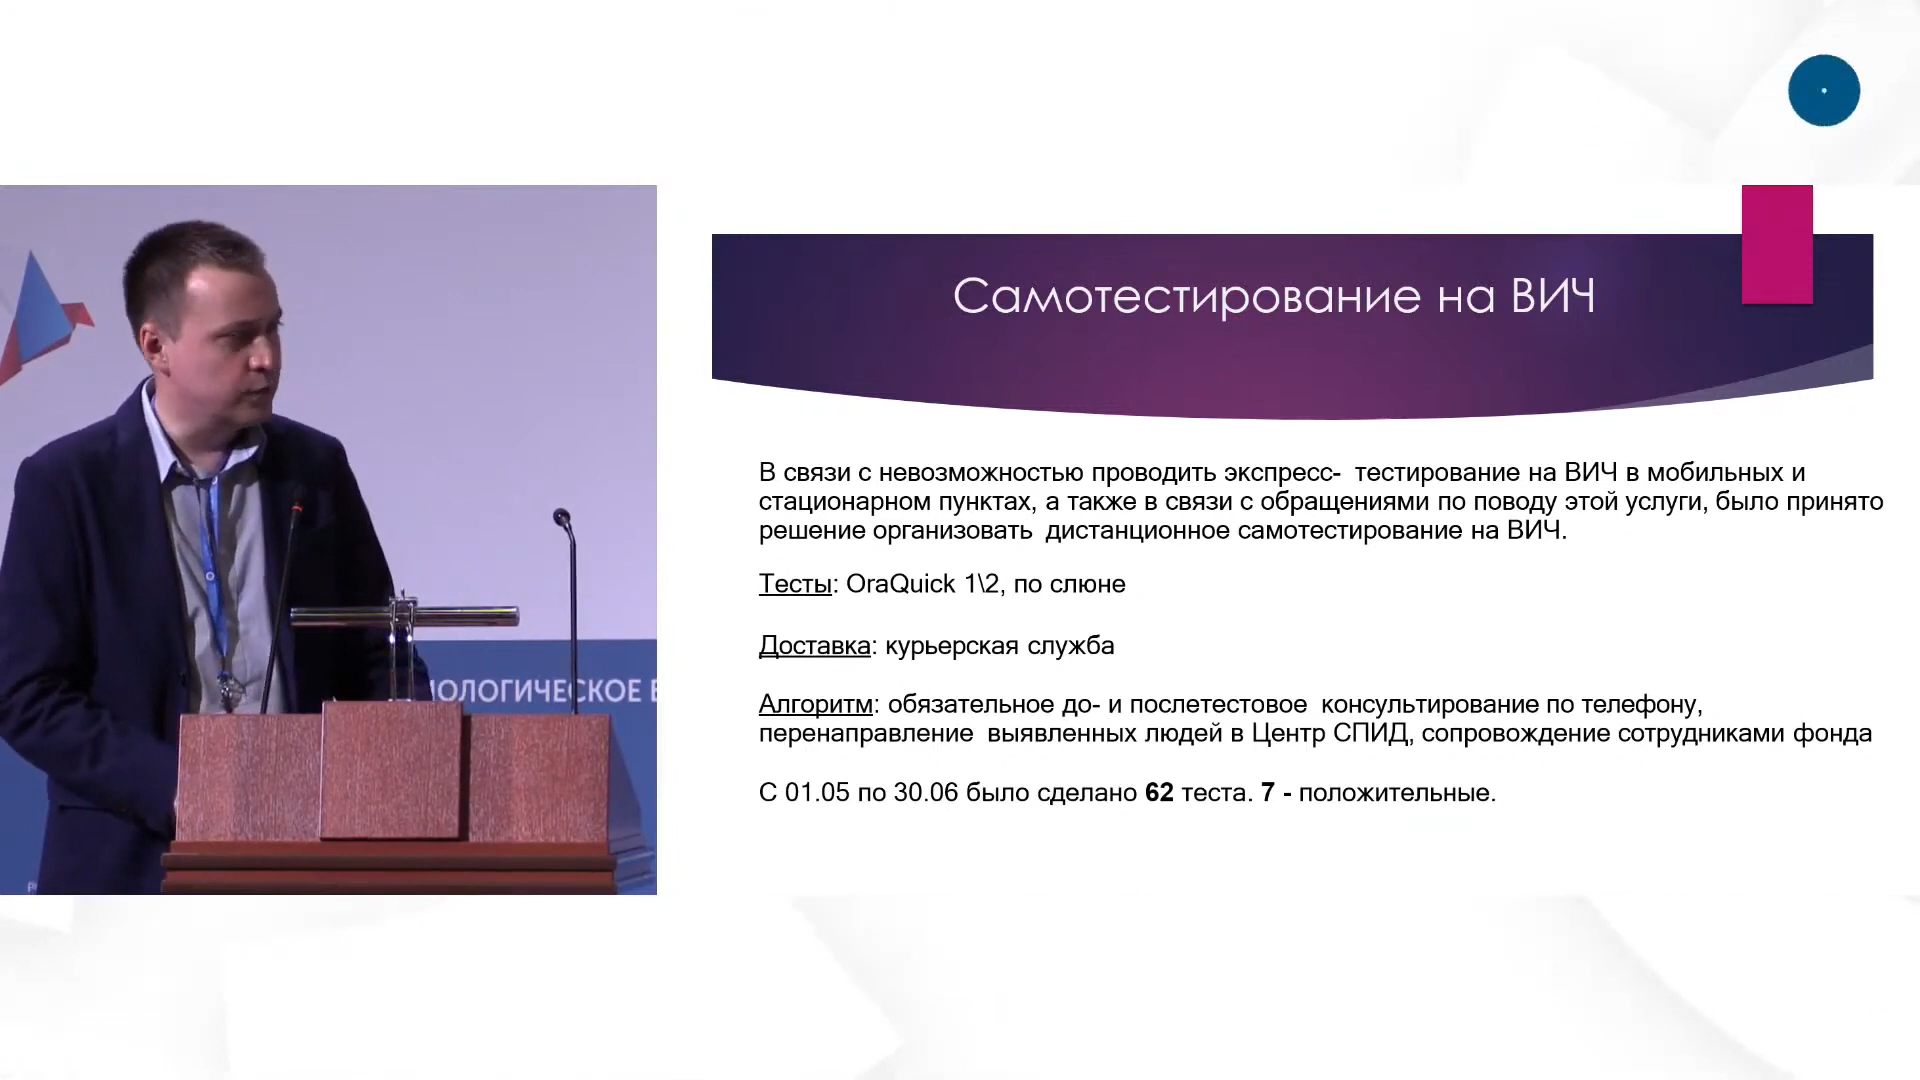 Самотестирование на ВИЧ
В связи с невозможностью проводить экспресс- тестирование на ВИЧ в мобильных и
стационарном пунктах, а также в связи с обращениями по поводу этой услуги, было принято
решение организовать дистанционное самотестирование на ВИЧ.
Тесты: OraQuick 1\2, по слюне
Доставка: курьерская служба
Алгоритм: обязательное до- и послетестовое консультирование по телефону,
перенаправление выявленных людей в Центр СПИД, сопровождение сотрудниками фонда
С 01.05 по 30.06 было сделано 62 теста. 7 - положительные.